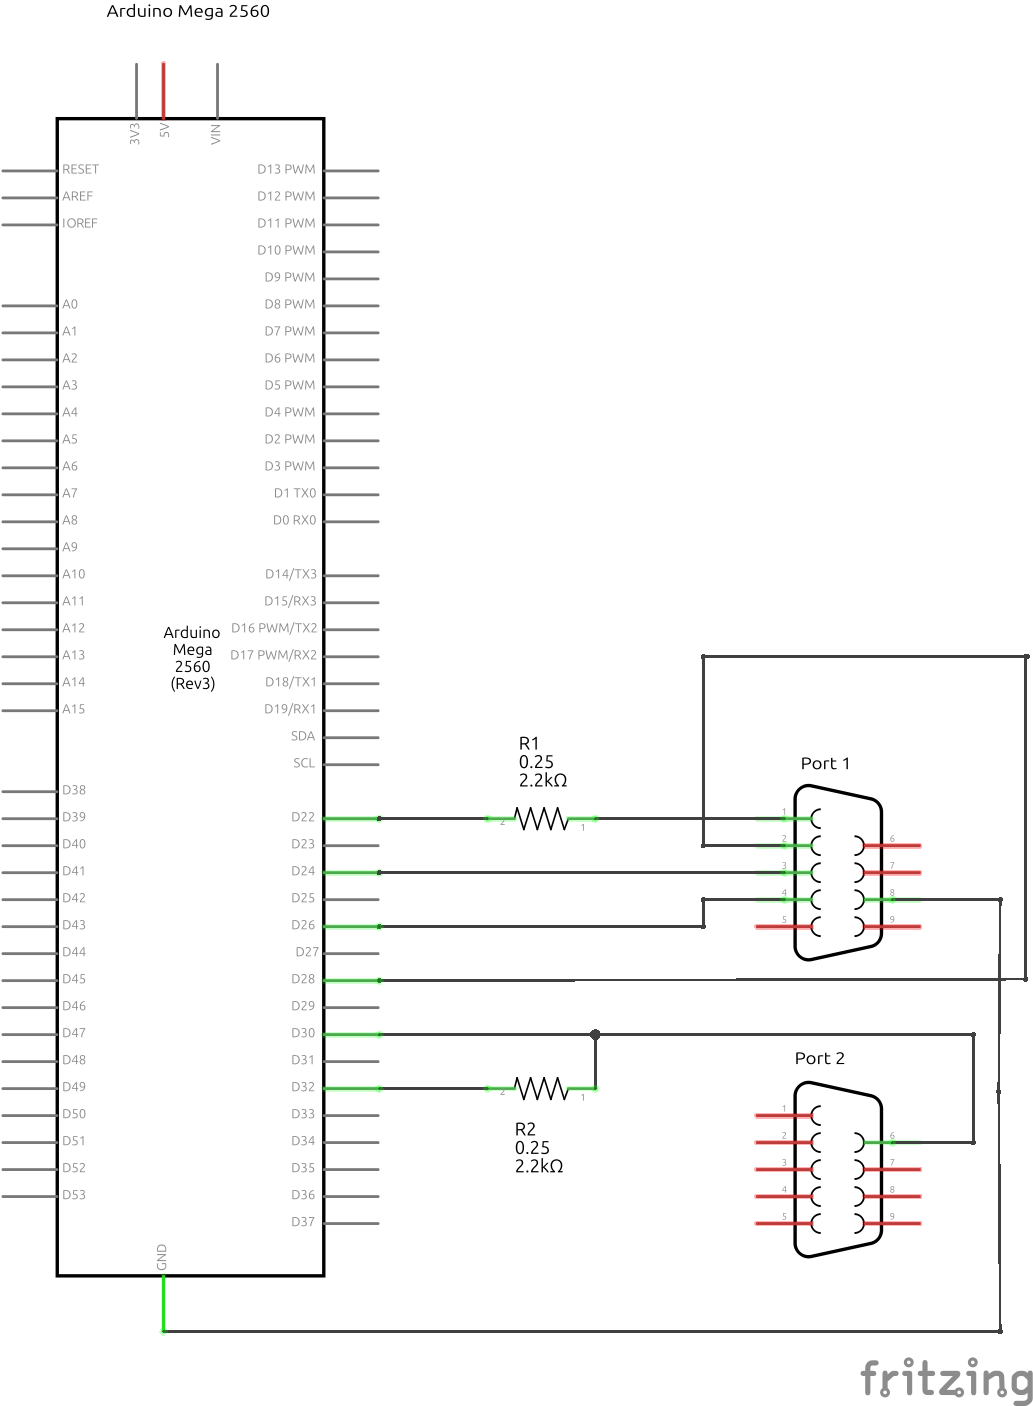 Arduino Mega 2560
3V3
5V
VIN
RESET
AREF
IOREF
A0
A1
A2
A3
A4
A5
A6
A7
A8
A9
A10
A11
A12
A13
A14
A15
D38
D39
D40
D41
D42
D43
D44
D45
D46
D47
D48
D49
D50
D51
D52
D53
D13 PWM
D12 PWM
D11 PWM
D10 PWM
D9 PWM
D8 PWM
D7 PWM
D6 PWM
D5 PWM
D4 PWM
D2 PWM
D3 PWM
D1 TX0
D0 RX0
D14/TX3
D15/RX3
D16 PWM/TX2
D17 PWM/RX2
D18/TX1
D19/RX1
SDA
SCL
D22
D23
D24
D25
D26
D27
D28
D29
D30
D31
D32
D33
D34
D35
D36
D37
Arduino
Mega
2560
(Rev3)
GND
R1
0.25
2.2kΩ
2
1
Port 1
1
2
3
4
5
6
7
8
9
2
1
R2
0.25
2.2kΩ
Port 2
1
2
3
4
5
6
7
8
9
fritzing